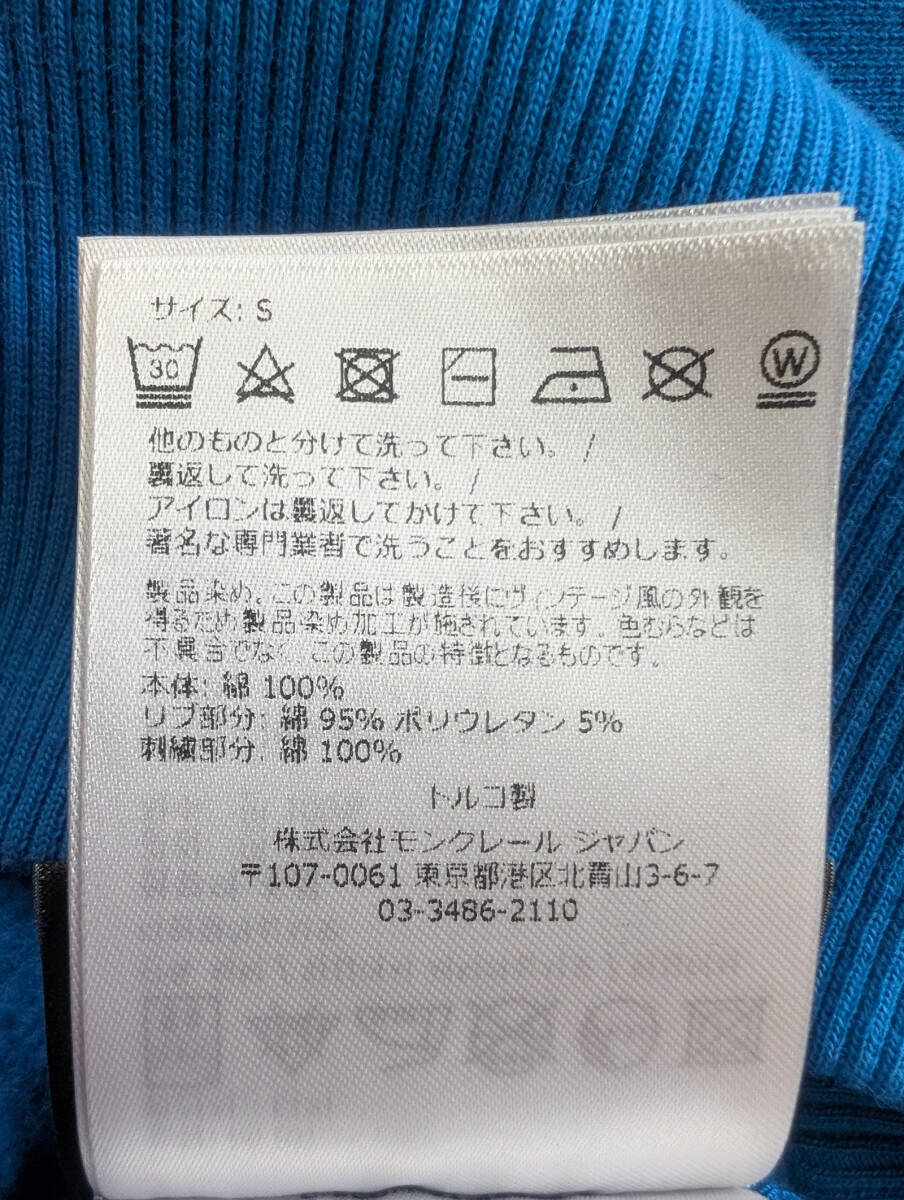 サイズ: S
30
W
他のものと分けて洗って下さい。 /
裏返して洗って下さい。 /
アイロンは裏返してかけて下さい。 /
著名な専門業者で洗うことをおすすめします。
製品染め。この製品は製造後にヴィンテージ風の外観を
得るため製品染め加工が施されています。色むらなどは
不具合でなく、この製品の特徴となるものです。
本体: 綿 100%
リブ部分: 綿 95% ポリウレタン 5%
刺繍部分: 綿 100%
トルコ製
株式会社モンクレール ジャパン
〒107-0061 東京都港区北青山3-6-7
03-3486-2110